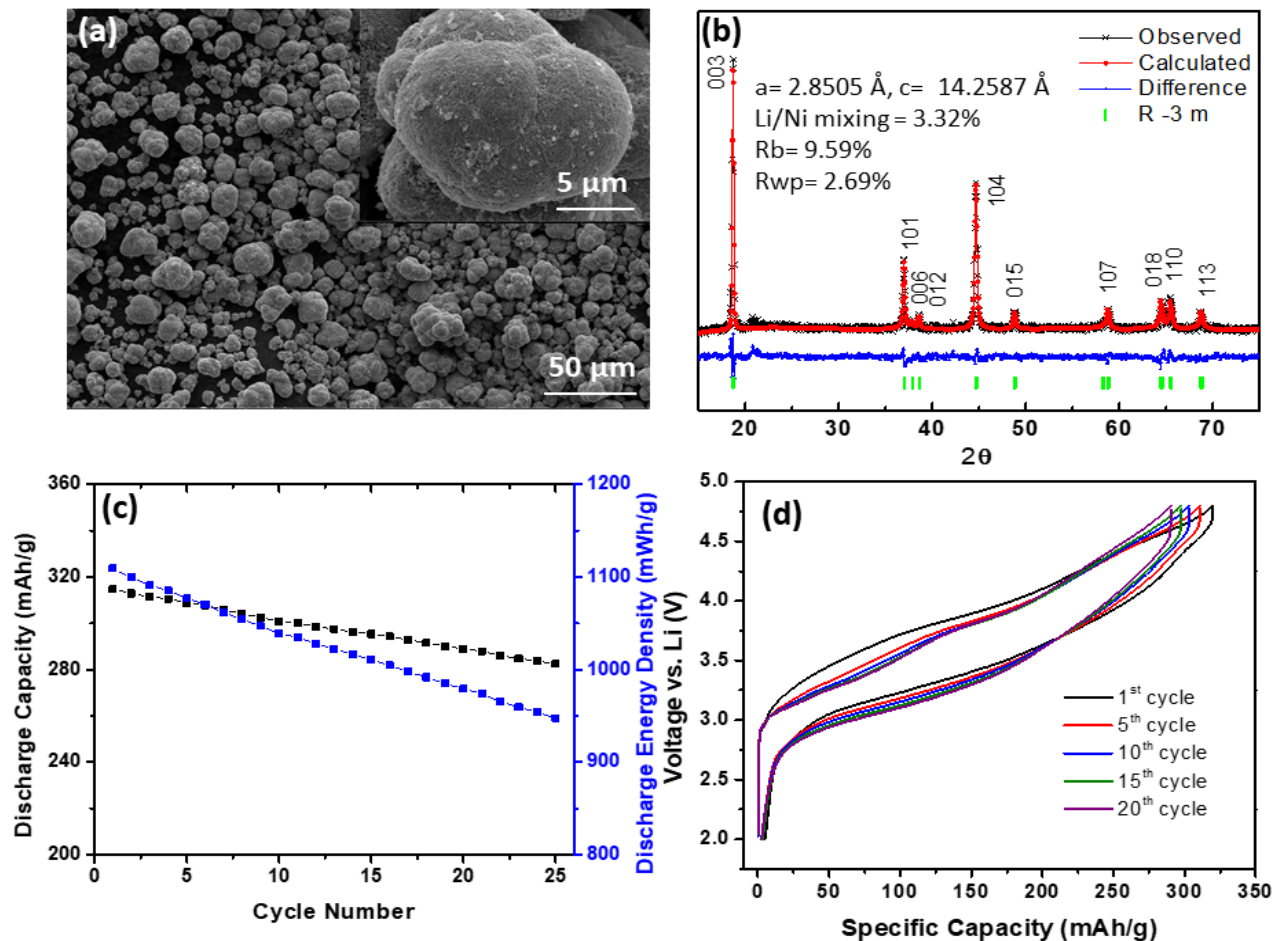 (a)
5 μm
50 μm
(b)
Observed
Calculated
Difference
R -3 m
a= 2.8505 Å, c= 14.2587 Å
Li/Ni mixing = 3.32%
Rb= 9.59%
Rwp= 2.69%
003
101
006
012
104
015
107
018
110
113
20
30
40
50
60
70
2θ
(c)
360
320
280
240
200
Discharge Capacity (mAh/g)
1200
1100
1000
900
800
Discharge Energy Density (mWh/g)
0
5
10
15
20
25
Cycle Number
(d)
5.0
4.5
4.0
3.5
3.0
2.5
2.0
Voltage vs. Li (V)
1st cycle
5th cycle
10th cycle
15th cycle
20th cycle
0
50
100
150
200
250
300
350
Specific Capacity (mAh/g)